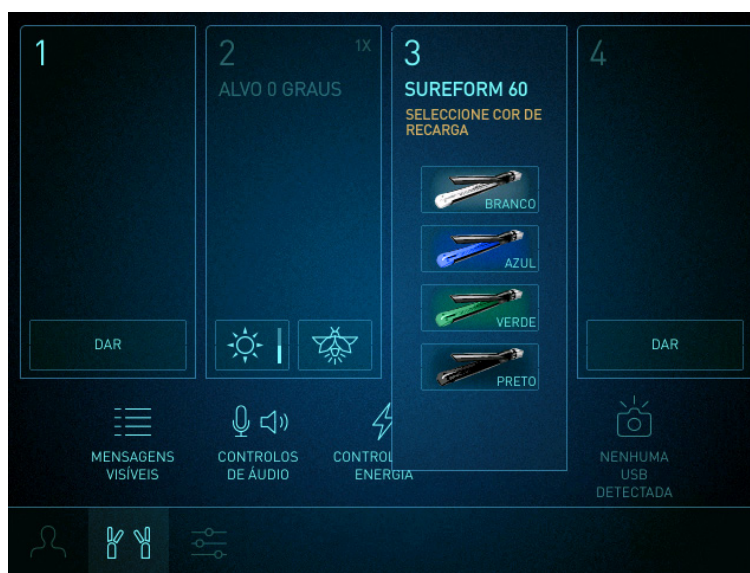 1
2
1X
ALVO 0 GRAUS
3
SUREFORM 60
SELECCIONE COR DE
RECARGA
4
BRANCO
AZUL
VERDE
PRETO
DAR
DAR
MENSAGENS
VISÍVEIS
CONTROLOS
DE ÁUDIO
CONTROL
ENERGIA
NENHUMA
USB
DETECTADA